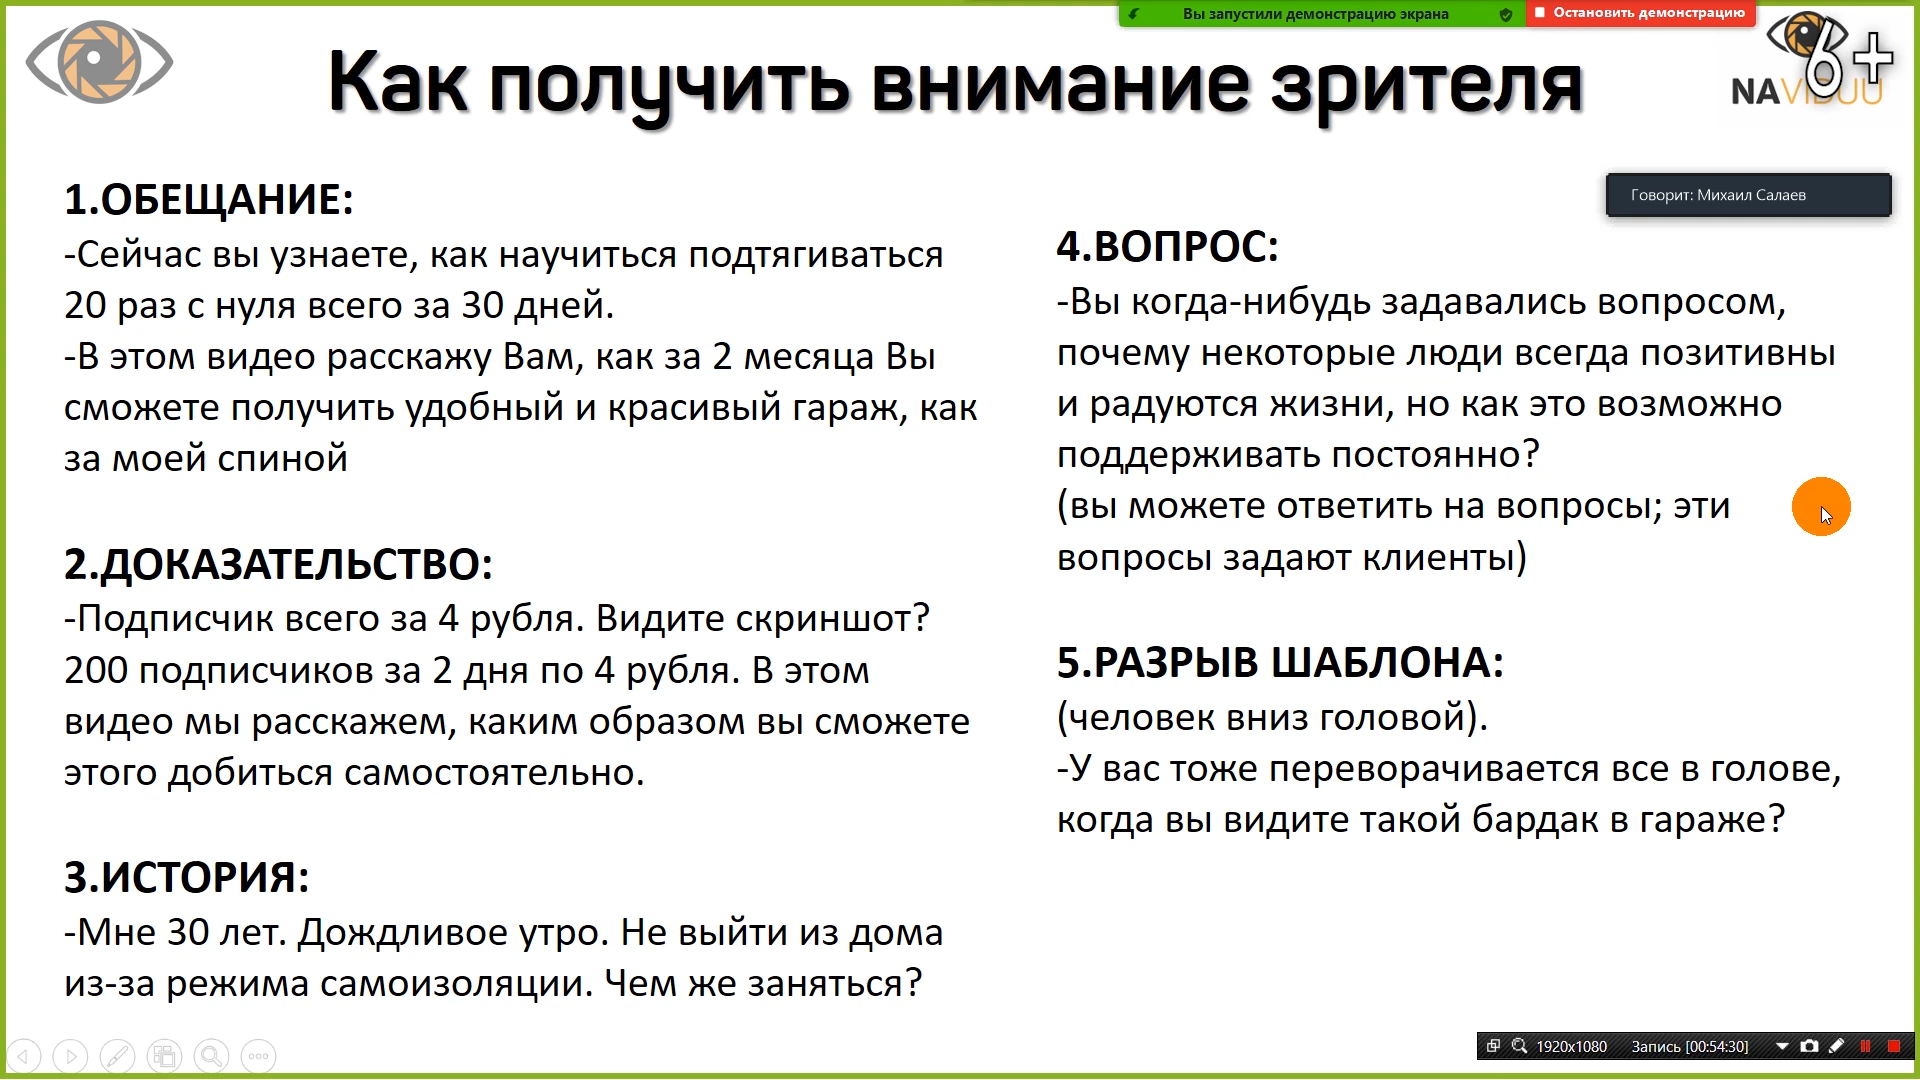 Вы запустили демонстрацию экрана
Остановить демонстрацию
Как получить внимание зрителя
6+
NAVIDUU
Говорит: Михаил Салаев
1.ОБЕЩАНИЕ:
-Сейчас вы узнаете, как научиться подтягиваться
20 раз с нуля всего за 30 дней.
-В этом видео расскажу Вам, как за 2 месяца Вы
сможете получить удобный и красивый гараж, как
за моей спиной
2.ДОКАЗАТЕЛЬСТВО:
-Подписчик всего за 4 рубля. Видите скриншот?
200 подписчиков за 2 дня по 4 рубля. В этом
видео мы расскажем, каким образом вы сможете
этого добиться самостоятельно.
3.ИСТОРИЯ:
-Мне 30 лет. Дождливое утро. Не выйти из дома
из-за режима самоизоляции. Чем же заняться?
4.ВОПРОС:
-Вы когда-нибудь задавались вопросом,
почему некоторые люди всегда позитивны
и радуются жизни, но как это возможно
поддерживать постоянно?
(вы можете ответить на вопросы; эти
вопросы задают клиенты)
5.РАЗРЫВ ШАБЛОНА:
(человек вниз головой).
-У вас тоже переворачивается все в голове,
когда вы видите такой бардак в гараже?
1920x1080 Запись [00:54:30]